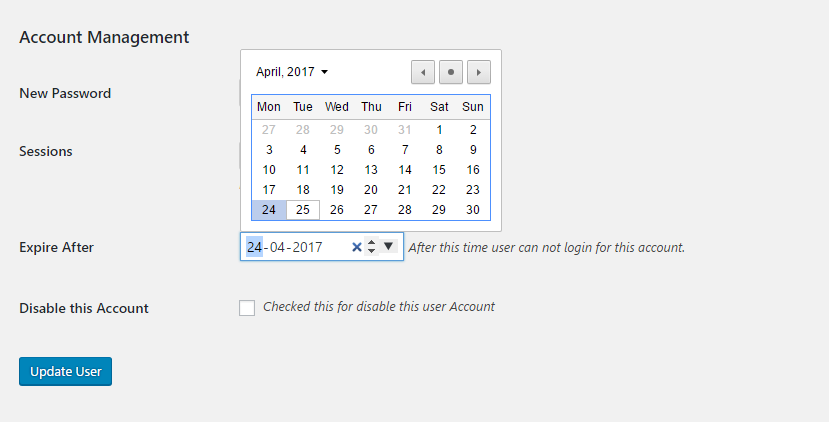 Account Management
April, 2017
New Password
Mon Tue Wed Thu Fri Sat Sun
27 28 29 30 31 1 2
3 4 5 6 7 8 9
10 11 12 13 14 15 16
17 18 19 20 21 22 23
24 25 26 27 28 29 30
Sessions
Expire After
24-04-2017
After this time user can not login for this account.
Disable this Account
Checked this for disable this user Account
Update User